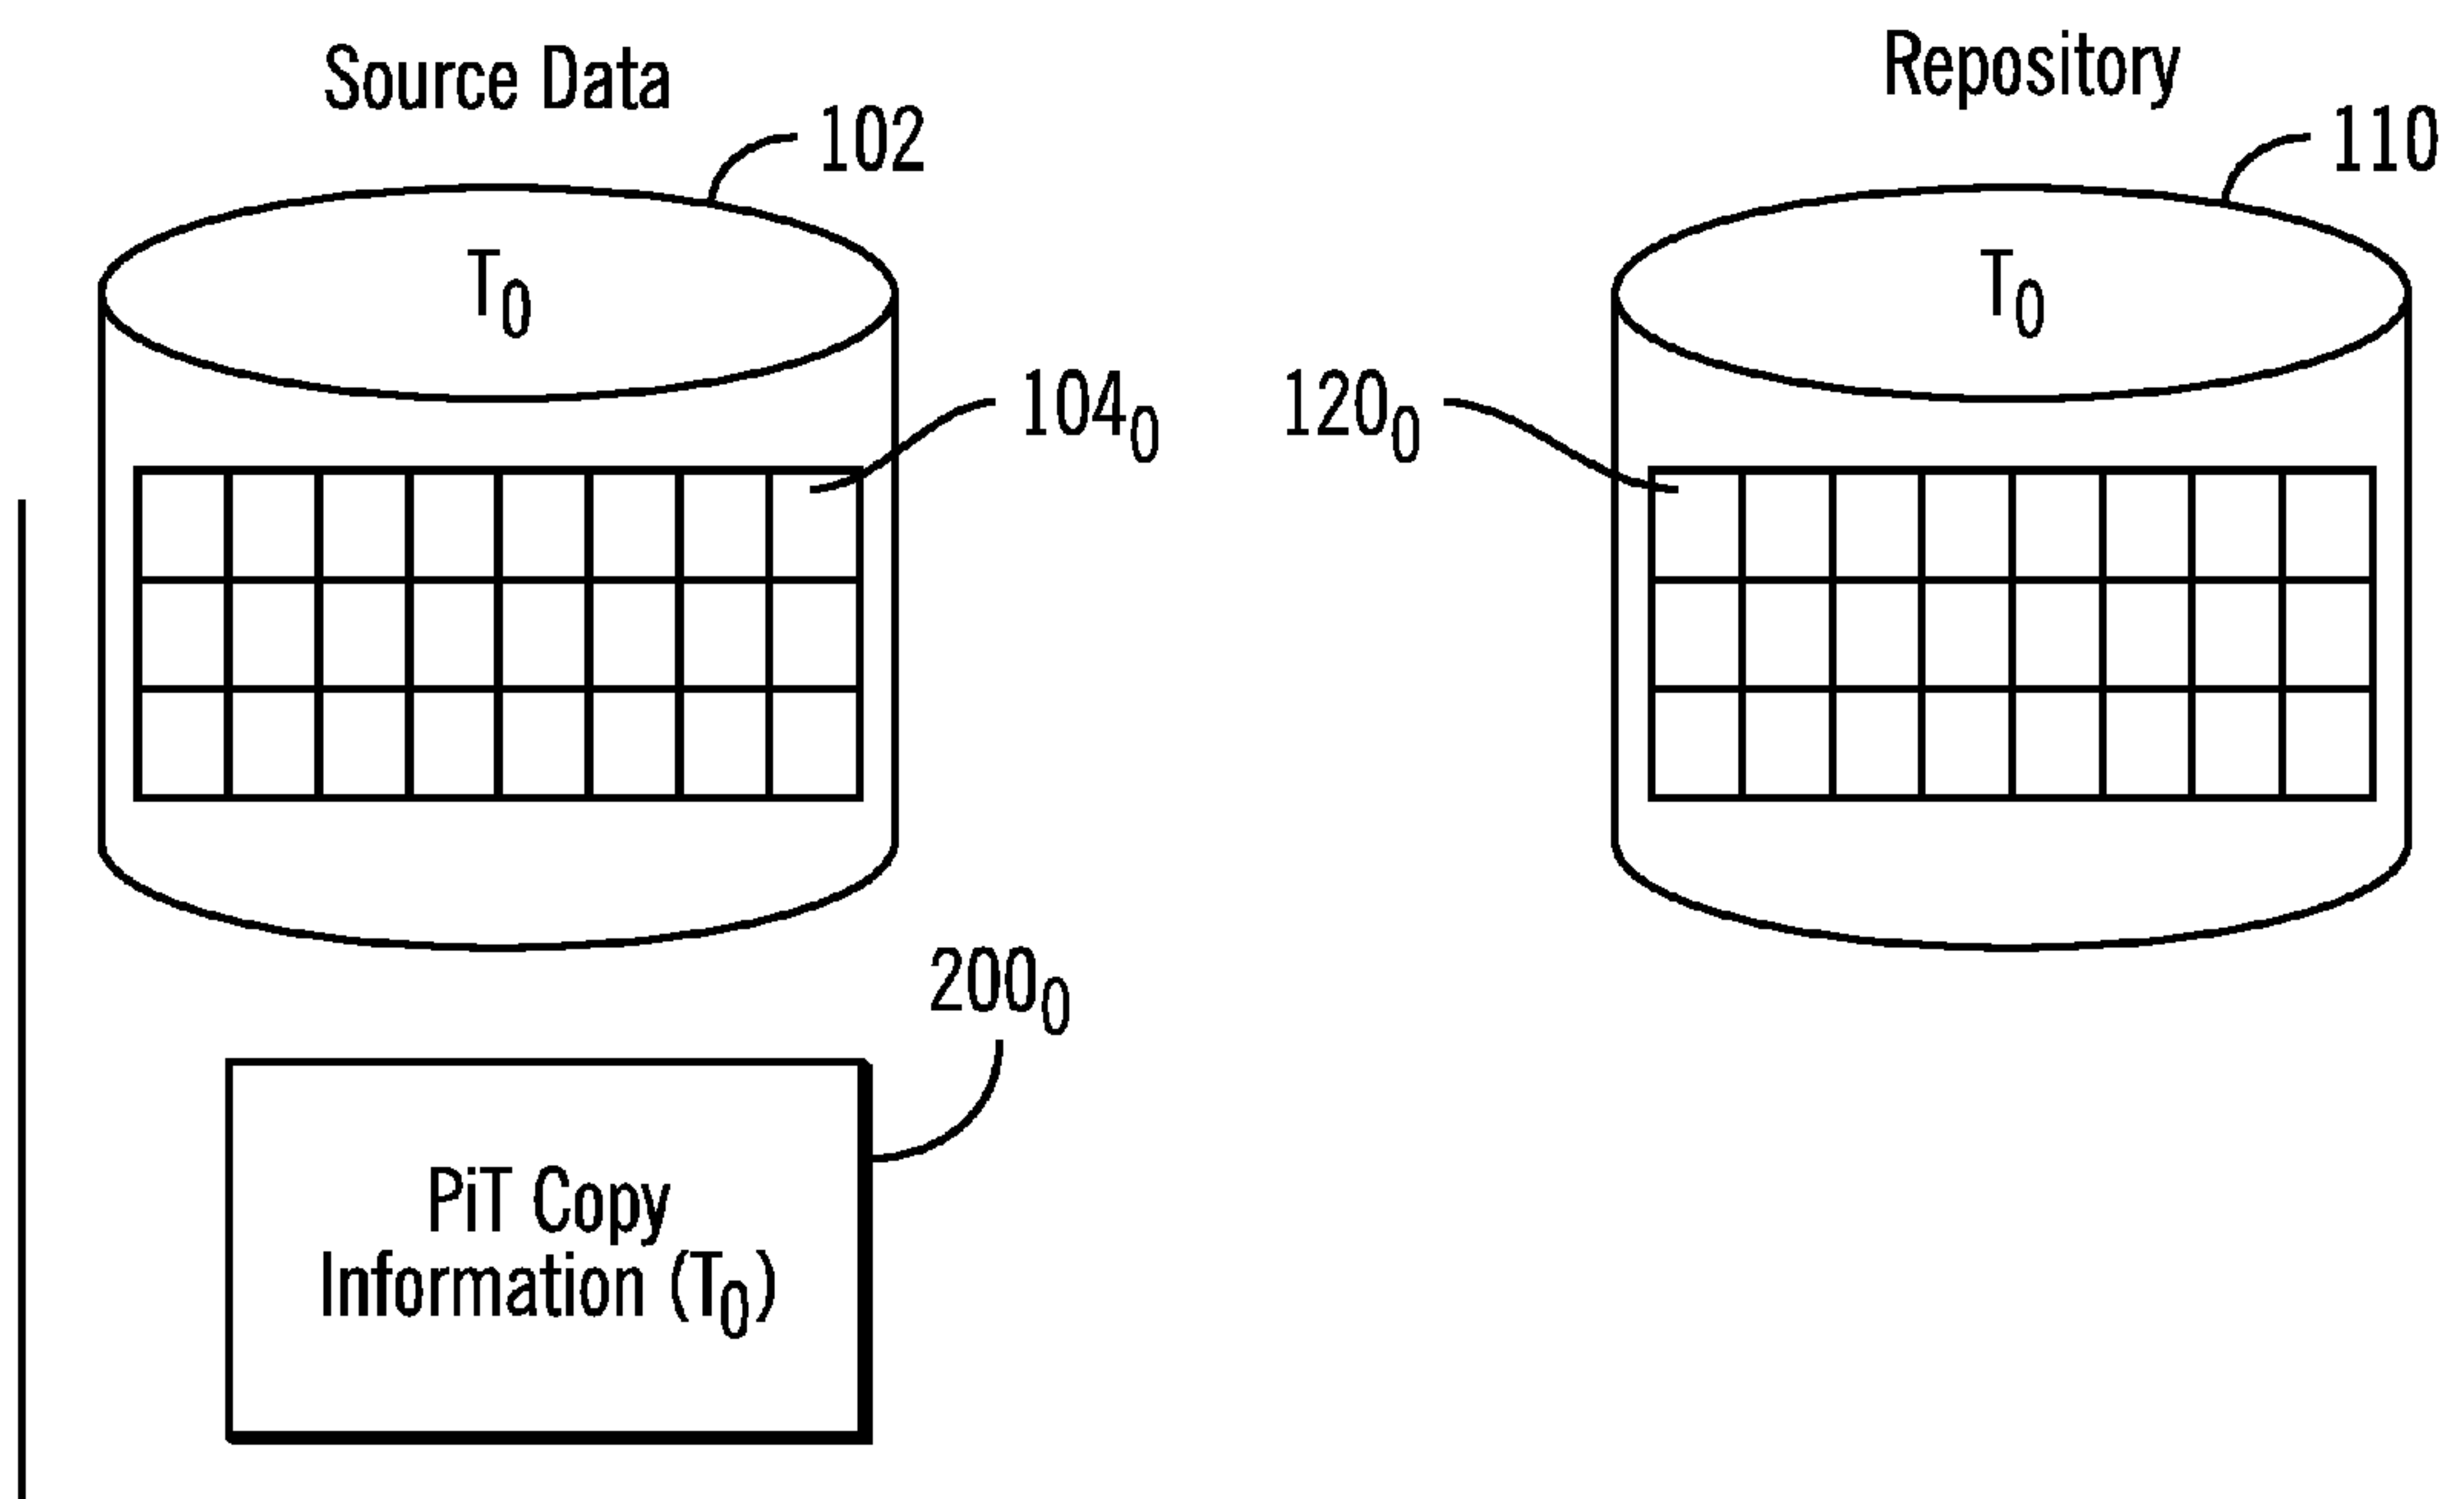 Source Data
102
T0
1040
Repository
110
T0
1200
2000
PiT Copy
Information (T0)